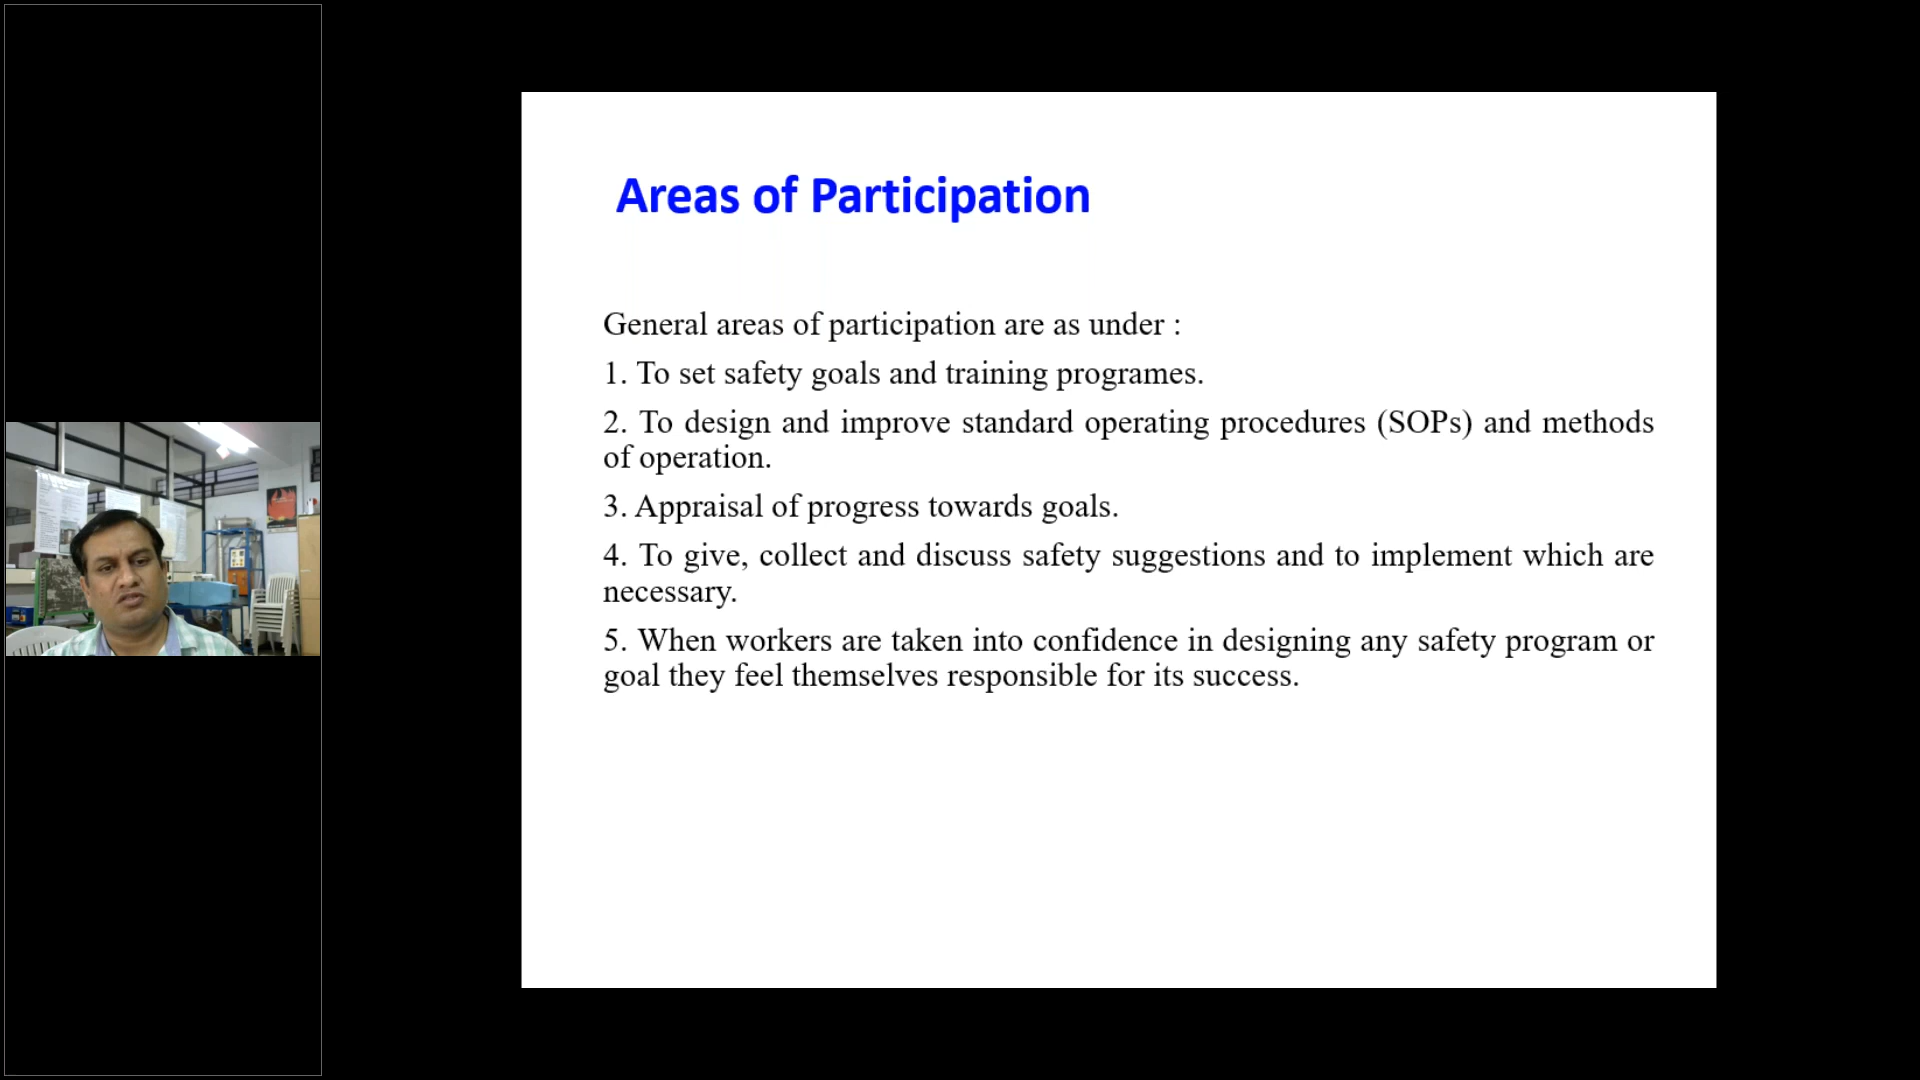 Areas of Participation
General areas of participation are as under :
1. To set safety goals and training programes.
2. To design and improve standard operating procedures (SOPs) and methods
of operation.
3. Appraisal of progress towards goals.
4. To give, collect and discuss safety suggestions and to implement which are
necessary.
5. When workers are taken into confidence in designing any safety program or
goal they feel themselves responsible for its success.